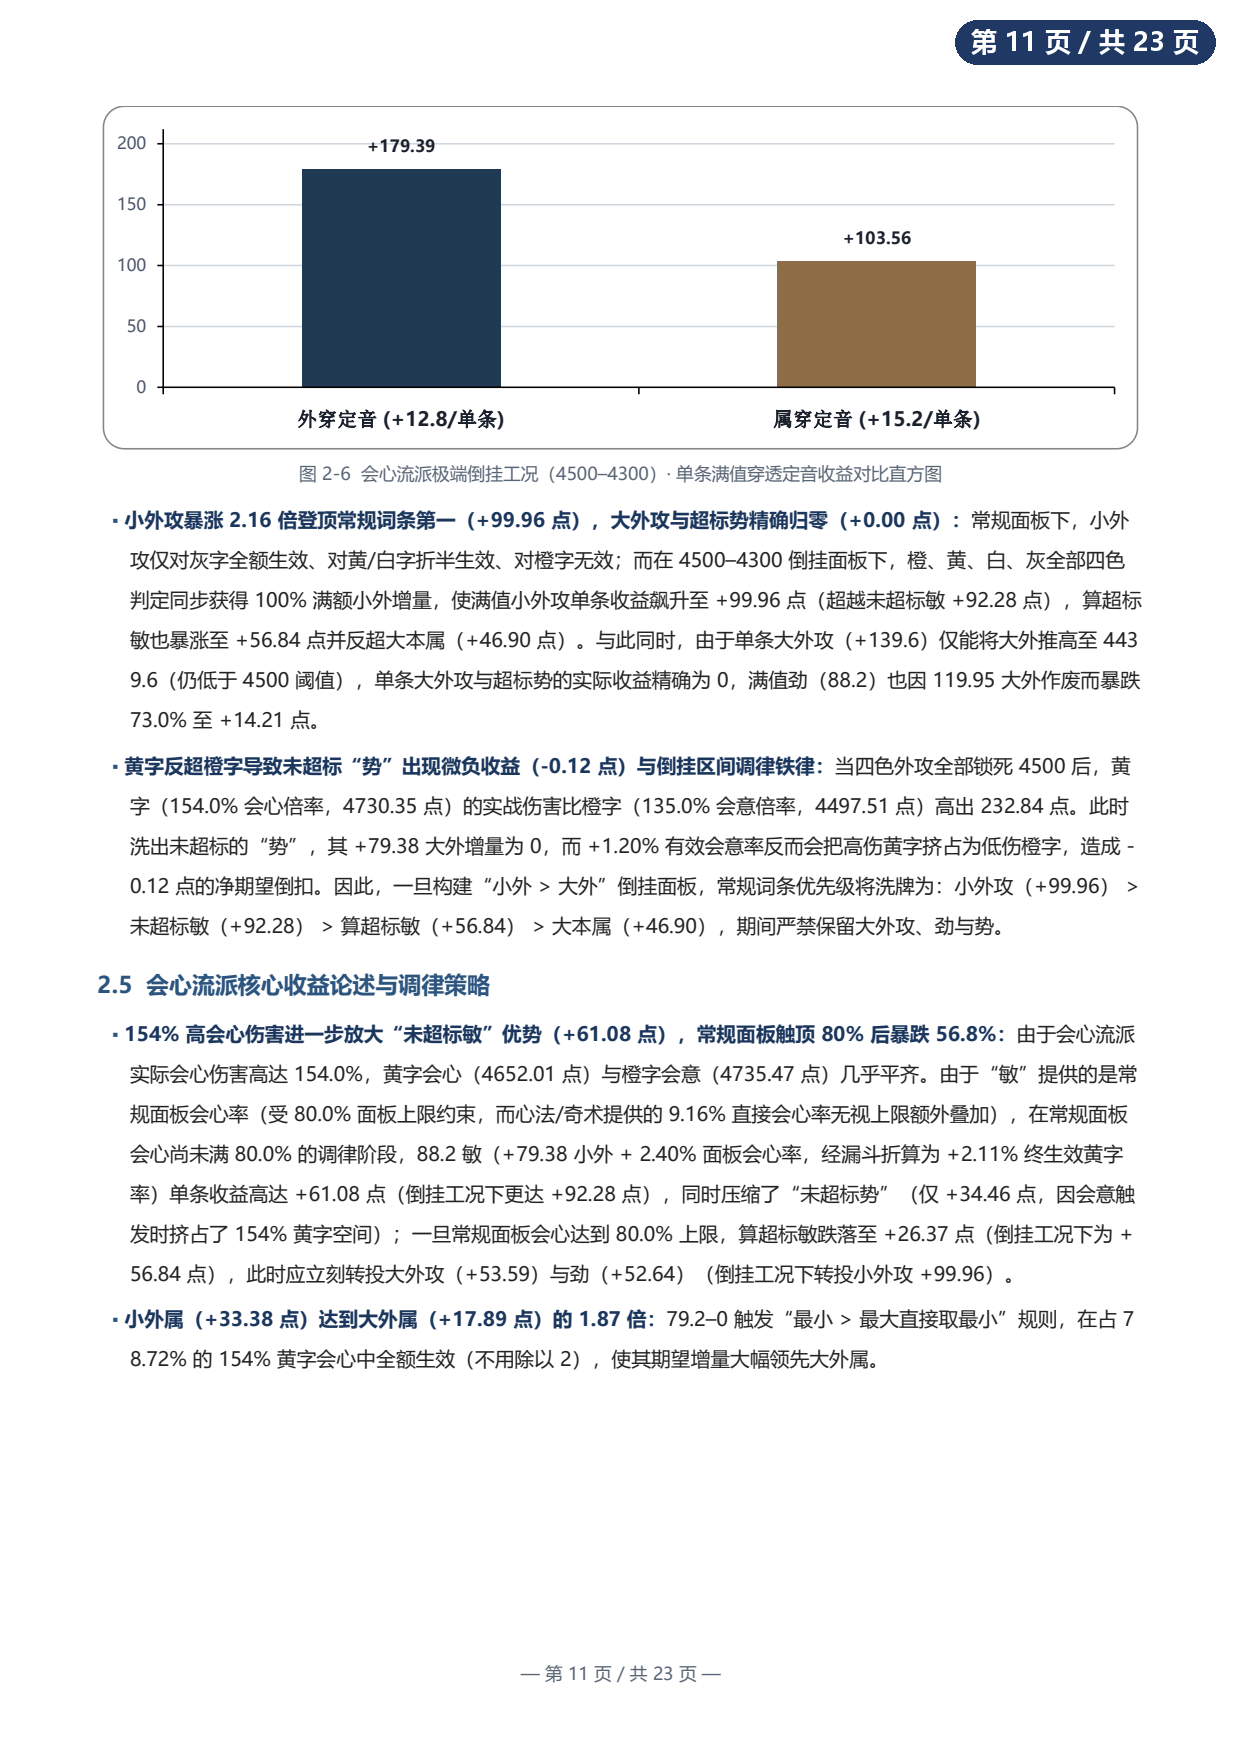 第 11 页 / 共 23 页
200
+179.39
150
+103.56
100
50
0
外穿定音 (+12.8/单条)
属穿定音 (+15.2/单条)
图 2-6 会心流派极端倒挂工况（4500–4300）· 单条满值穿透定音收益对比直方图
· 小外攻暴涨 2.16 倍登顶常规词条第一（+99.96 点），大外攻与超标势精确归零（+0.00 点）：常规面板下，小外
攻仅对灰字全额生效、对黄/白字折半生效、对橙字无效；而在 4500–4300 倒挂面板下，橙、黄、白、灰全部四色
判定同步获得 100% 满额小外增量，使满值小外攻单条收益飙升至 +99.96 点（超越未超标敏 +92.28 点），算超标
敏也暴涨至 +56.84 点并反超大本属（+46.90 点）。与此同时，由于单条大外攻（+139.6）仅能将大外推高至 443
9.6（仍低于 4500 阈值），单条大外攻与超标势的实际收益精确为 0，满值劲（88.2）也因 119.95 大外作废而暴跌
73.0% 至 +14.21 点。
· 黄字反超橙字导致未超标“势”出现微负收益（-0.12 点）与倒挂区间调律铁律：当四色外攻全部锁死 4500 后，黄
字（154.0% 会心倍率，4730.35 点）的实战伤害比橙字（135.0% 会意倍率，4497.51 点）高出 232.84 点。此时
洗出未超标的“势”，其 +79.38 大外增量为 0，而 +1.20% 有效会意率反而会把高伤黄字挤占为低伤橙字，造成 -
0.12 点的净期望倒扣。因此，一旦构建“小外 > 大外”倒挂面板，常规词条优先级将洗牌为：小外攻（+99.96） >
未超标敏（+92.28） > 算超标敏（+56.84） > 大本属（+46.90），期间严禁保留大外攻、劲与势。
2.5 会心流派核心收益论述与调律策略
· 154% 高会心伤害进一步放大“未超标敏”优势（+61.08 点），常规面板触顶 80% 后暴跌 56.8%：由于会心流派
实际会心伤害高达 154.0%，黄字会心（4652.01 点）与橙字会意（4735.47 点）几乎平齐。由于“敏”提供的是常
规面板会心率（受 80.0% 面板上限约束，而心法/奇术提供的 9.16% 直接会心率无视上限额外叠加），在常规面板
会心尚未满 80.0% 的调律阶段，88.2 敏（+79.38 小外 + 2.40% 面板会心率，经漏斗折算为 +2.11% 终生效黄字
率）单条收益高达 +61.08 点（倒挂工况下更达 +92.28 点），同时压缩了“未超标势”（仅 +34.46 点，因会意触
发时挤占了 154% 黄字空间）；一旦常规面板会心达到 80.0% 上限，算超标敏跌落至 +26.37 点（倒挂工况下为 +
56.84 点），此时应立刻转投大外攻（+53.59）与劲（+52.64）（倒挂工况下转投小外攻 +99.96）。
· 小外属（+33.38 点）达到大外属（+17.89 点）的 1.87 倍：79.2–0 触发“最小 > 最大直接取最小”规则，在占 7
8.72% 的 154% 黄字会心中全额生效（不用除以 2），使其期望增量大幅领先大外属。
— 第 11 页 / 共 23 页 —